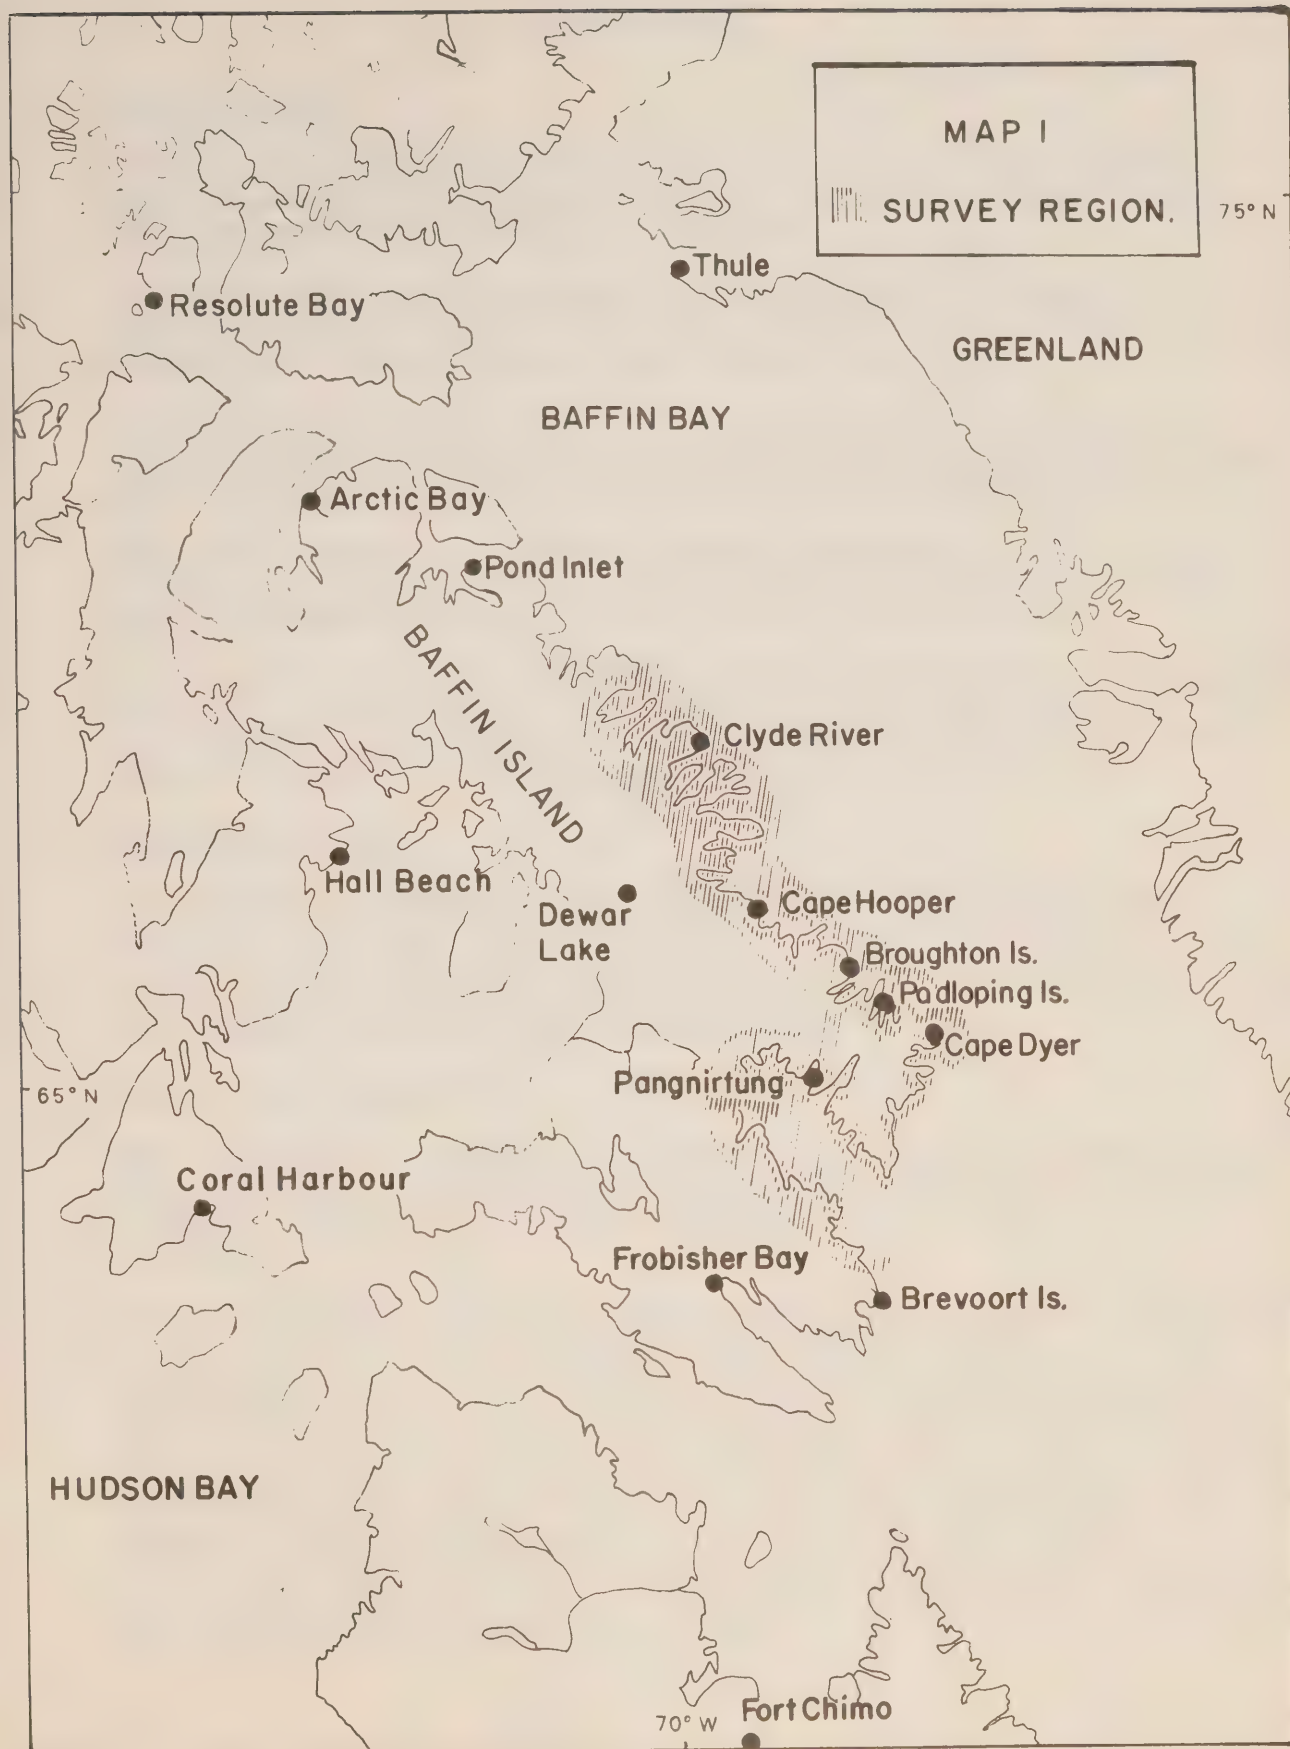 MAP I
SURVEY REGION.
75° N
Thule
Resolute Bay
GREENLAND
BAFFIN BAY
Arctic Bay
Pond Inlet
BAFFIN ISLAND
Clyde River
Hall Beach
Cape Hooper
Dewar
Lake
Broughton Is.
Padloping Is.
Cape Dyer
Pangnirtung
65° N
Coral Harbour
Frobisher Bay
Brevoort Is.
HUDSON BAY
Fort Chimo
70° W